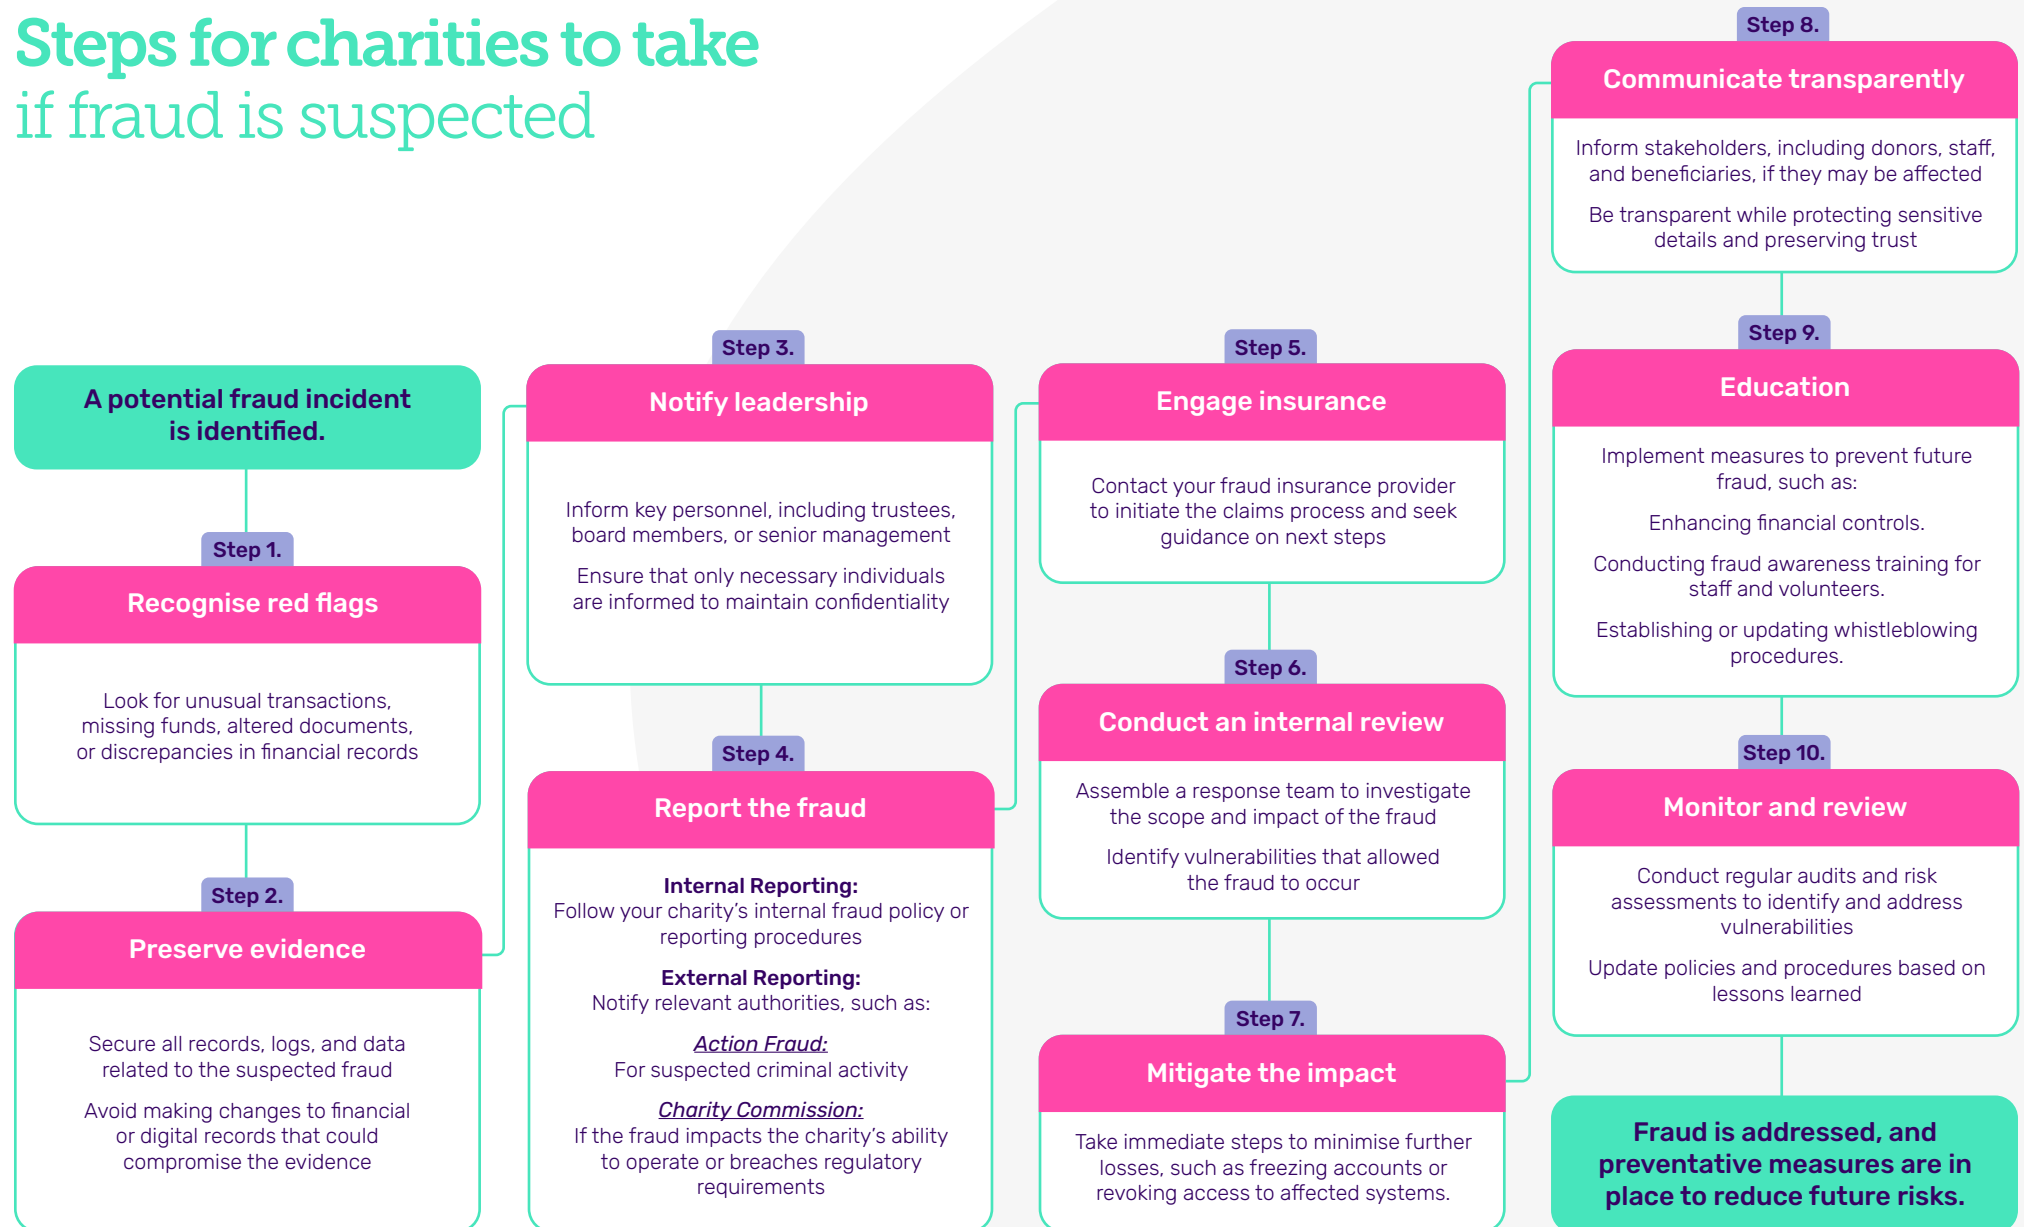 Steps for charities to take
if fraud is suspected
A potential fraud incident
is identified.
Step 1.
Recognise red flags
Look for unusual transactions,
missing funds, altered documents,
or discrepancies in financial records
Step 2.
Preserve evidence
Secure all records, logs, and data
related to the suspected fraud
Avoid making changes to financial
or digital records that could
compromise the evidence
Step 3.
Notify leadership
Inform key personnel, including trustees,
board members, or senior management
Ensure that only necessary individuals
are informed to maintain confidentiality
Step 4.
Report the fraud
Internal Reporting:
Follow your charity's internal fraud policy or
reporting procedures
External Reporting:
Notify relevant authorities, such as:
Action Fraud:
For suspected criminal activity
Charity Commission:
If the fraud impacts the charity's ability
to operate or breaches regulatory
requirements
Step 5.
Engage insurance
Contact your fraud insurance provider
to initiate the claims process and seek
guidance on next steps
Step 6.
Conduct an internal review
Assemble a response team to investigate
the scope and impact of the fraud
Identify vulnerabilities that allowed
the fraud to occur
Step 7.
Mitigate the impact
Take immediate steps to minimise further
losses, such as freezing accounts or
revoking access to affected systems.
Step 8.
Communicate transparently
Inform stakeholders, including donors, staff,
and beneficiaries, if they may be affected
Be transparent while protecting sensitive
details and preserving trust
Step 9.
Education
Implement measures to prevent future
fraud, such as:
Enhancing financial controls.
Conducting fraud awareness training for
staff and volunteers.
Establishing or updating whistleblowing
procedures.
Step 10.
Monitor and review
Conduct regular audits and risk
assessments to identify and address
vulnerabilities
Update policies and procedures based on
lessons learned
Fraud is addressed, and
preventative measures are in
place to reduce future risks.